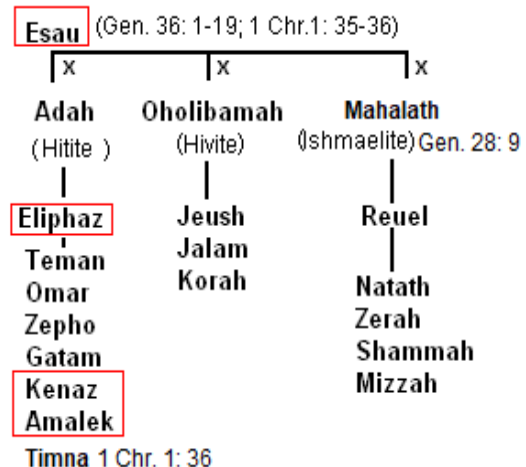 Esau (Gen. 36: 1-19; 1 Chr.1: 35-36)
x x x
Adah Oholibamah Mahalath
(Hitite ) (Hivite) (Ishmaelite) Gen. 28: 9
Eliphaz Jeush Reuel
Teman Jalam
Omar Korah Natath
Zepho Zerah
Gatam Shammah
Kenaz Mizzah
Amalek
Timna 1 Chr. 1: 36